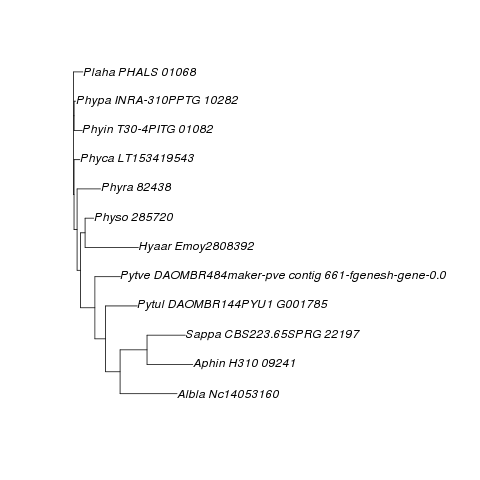 Plaha PHALS 01068
Phypa INRA-310PPTG 10282
Phyin T30-4PITG 01082
Phyca LT153419543
Phyra 82438
Physo 285720
Hyaar Emoy2808392
Pytve DAOMBR484maker-pve contig 661-fgenesh-gene-0.0
Pytul DAOMBR144PYU1 G001785
Sappa CBS223.65SPRG 22197
Aphin H310 09241
Albla Nc14053160